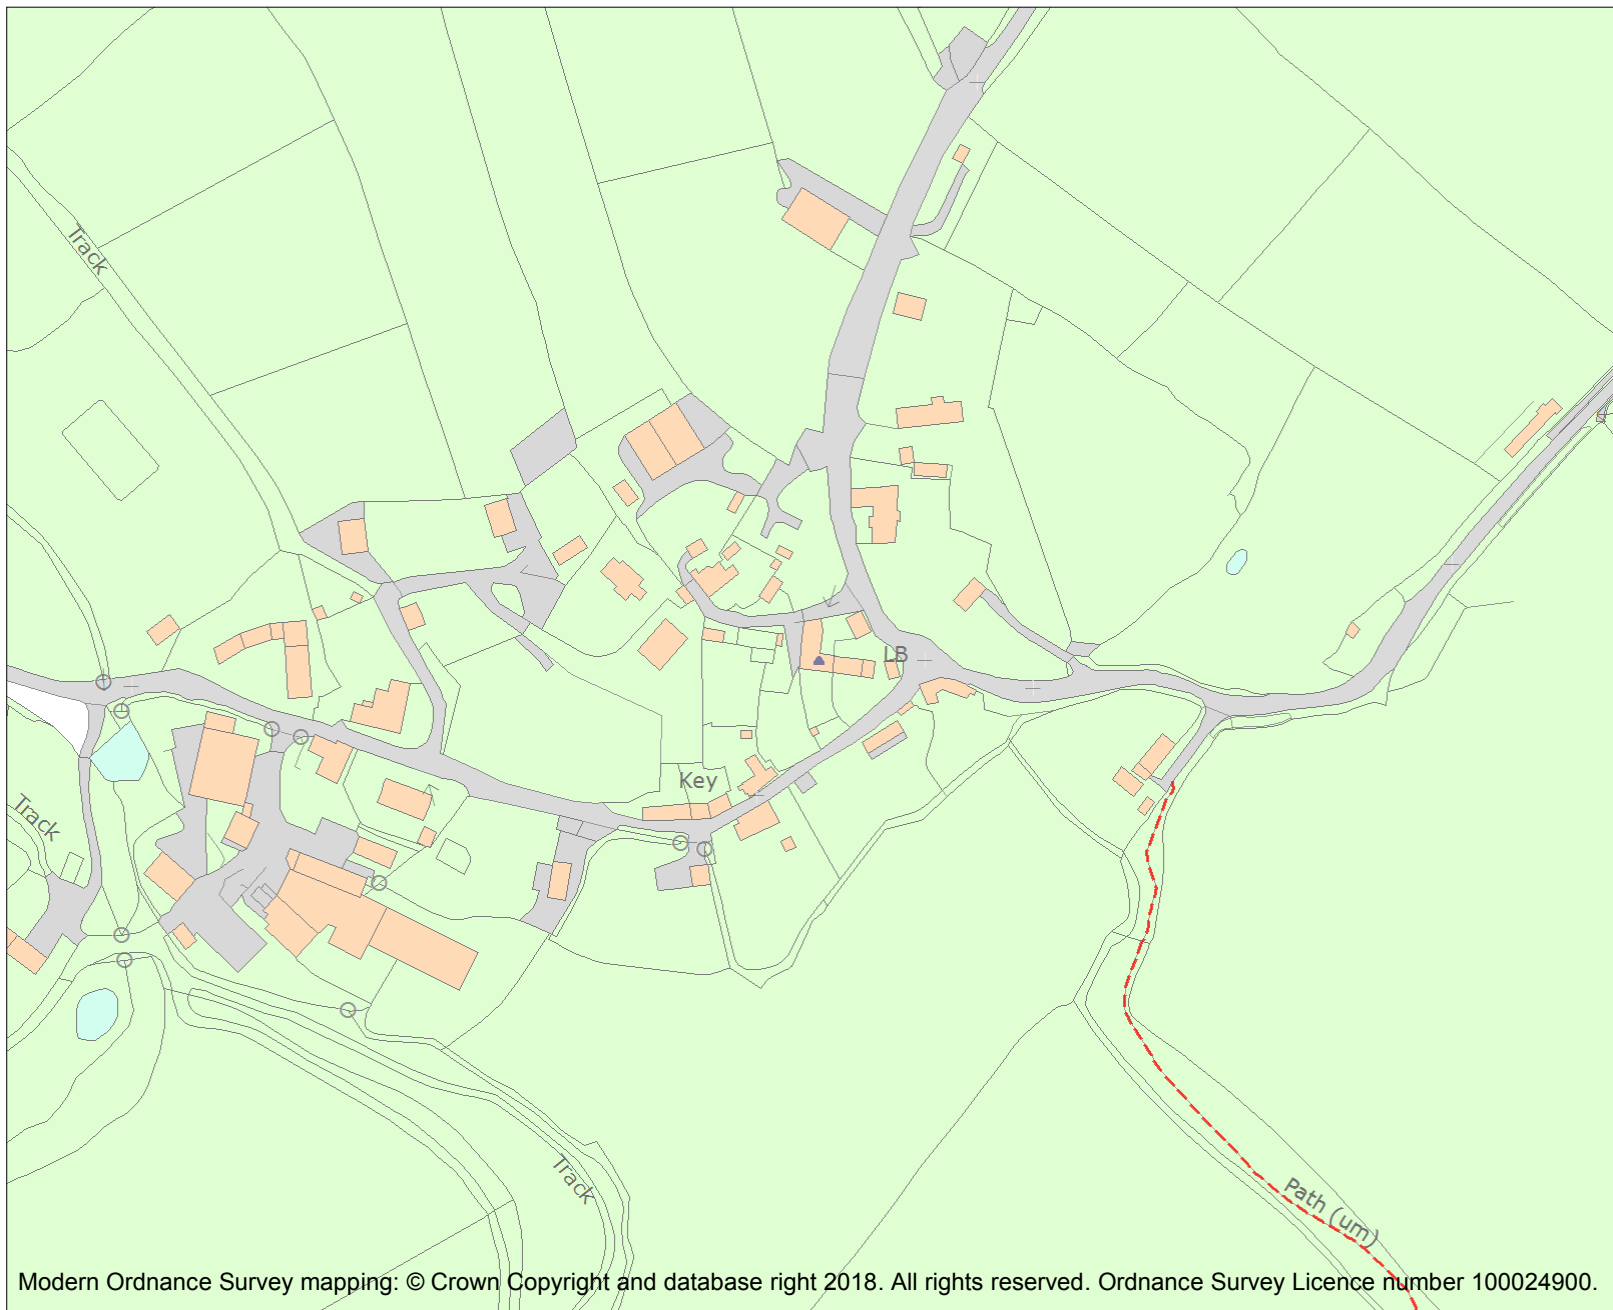 Track
LB
Key
Track
Track
Path (um)
Modern Ordnance Survey mapping: © Crown Copyright and database right 2018. All rights reserved. Ordnance Survey Licence number 100024900.